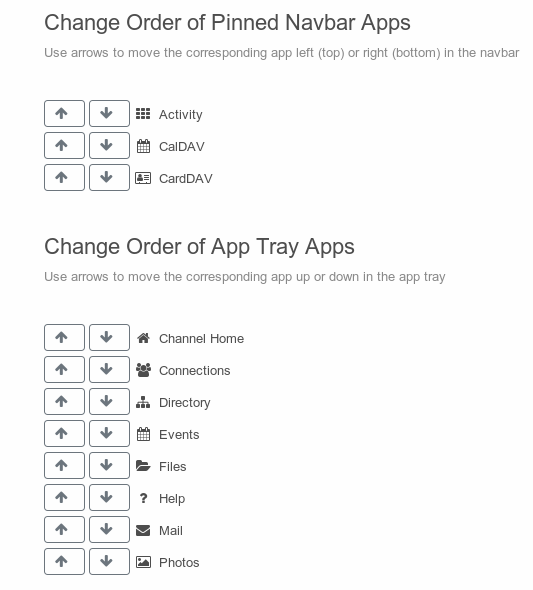 Change Order of Pinned Navbar Apps
Use arrows to move the corresponding app left (top) or right (bottom) in the navbar
Activity
CalDAV
CardDAV
Change Order of App Tray Apps
Use arrows to move the corresponding app up or down in the app tray
Channel Home
Connections
Directory
Events
Files
? Help
Mail
Photos